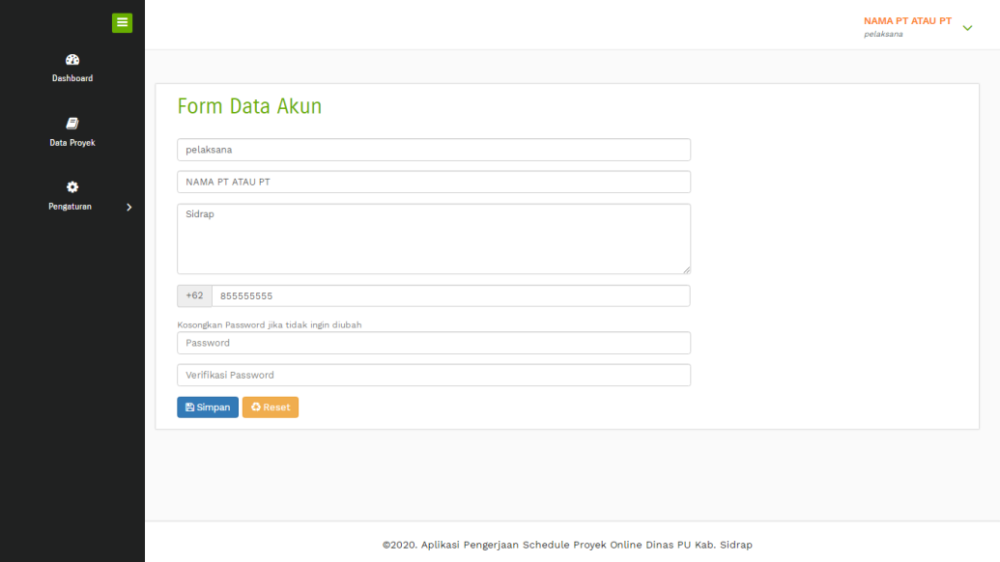 NAMA PT ATAU PT
pelaksana
Dashboard
Data Proyek
Pengaturan
Form Data Akun
pelaksana
NAMA PT ATAU PT
Sidrap
+62 855555555
Kosongkan Password jika tidak ingin diubah
Password
Verifikasi Password
Simpan Reset
©2020. Aplikasi Pengerjaan Schedule Proyek Online Dinas PU Kab. Sidrap